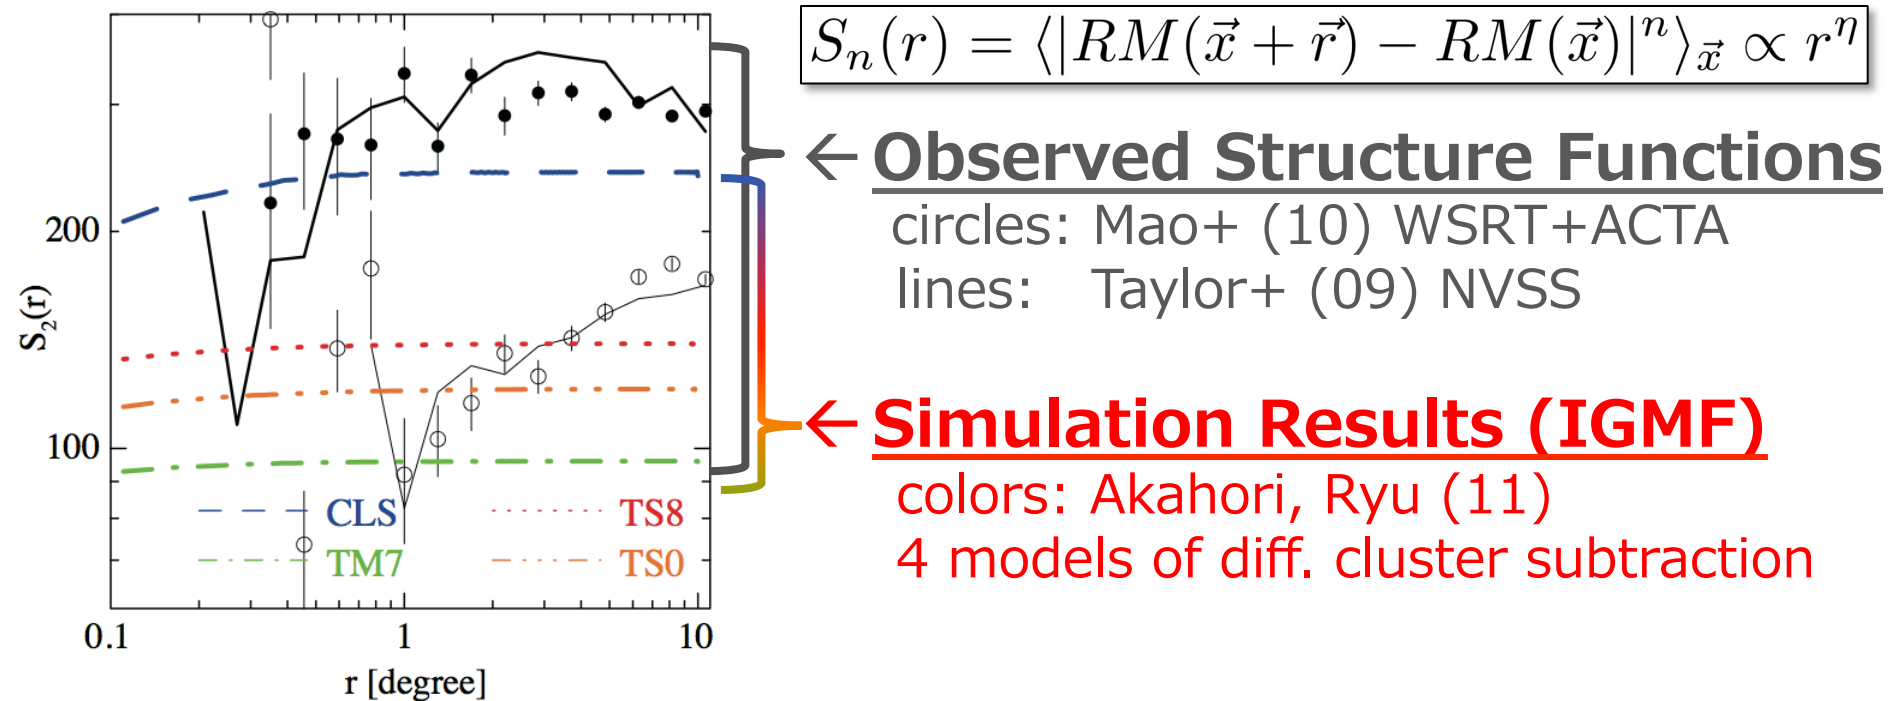 S_n(r) = ⟨|RM(x⃗ + r⃗) − RM(x⃗)|^n⟩_x⃗ ∝ r^η
← Observed Structure Functions
circles: Mao+ (10) WSRT+ACTA
lines: Taylor+ (09) NVSS
← Simulation Results (IGMF)
colors: Akahori, Ryu (11)
4 models of diff. cluster subtraction
S_2(r)
200
100
CLS TS8
TM7 TS0
0.1 1 10
r [degree]